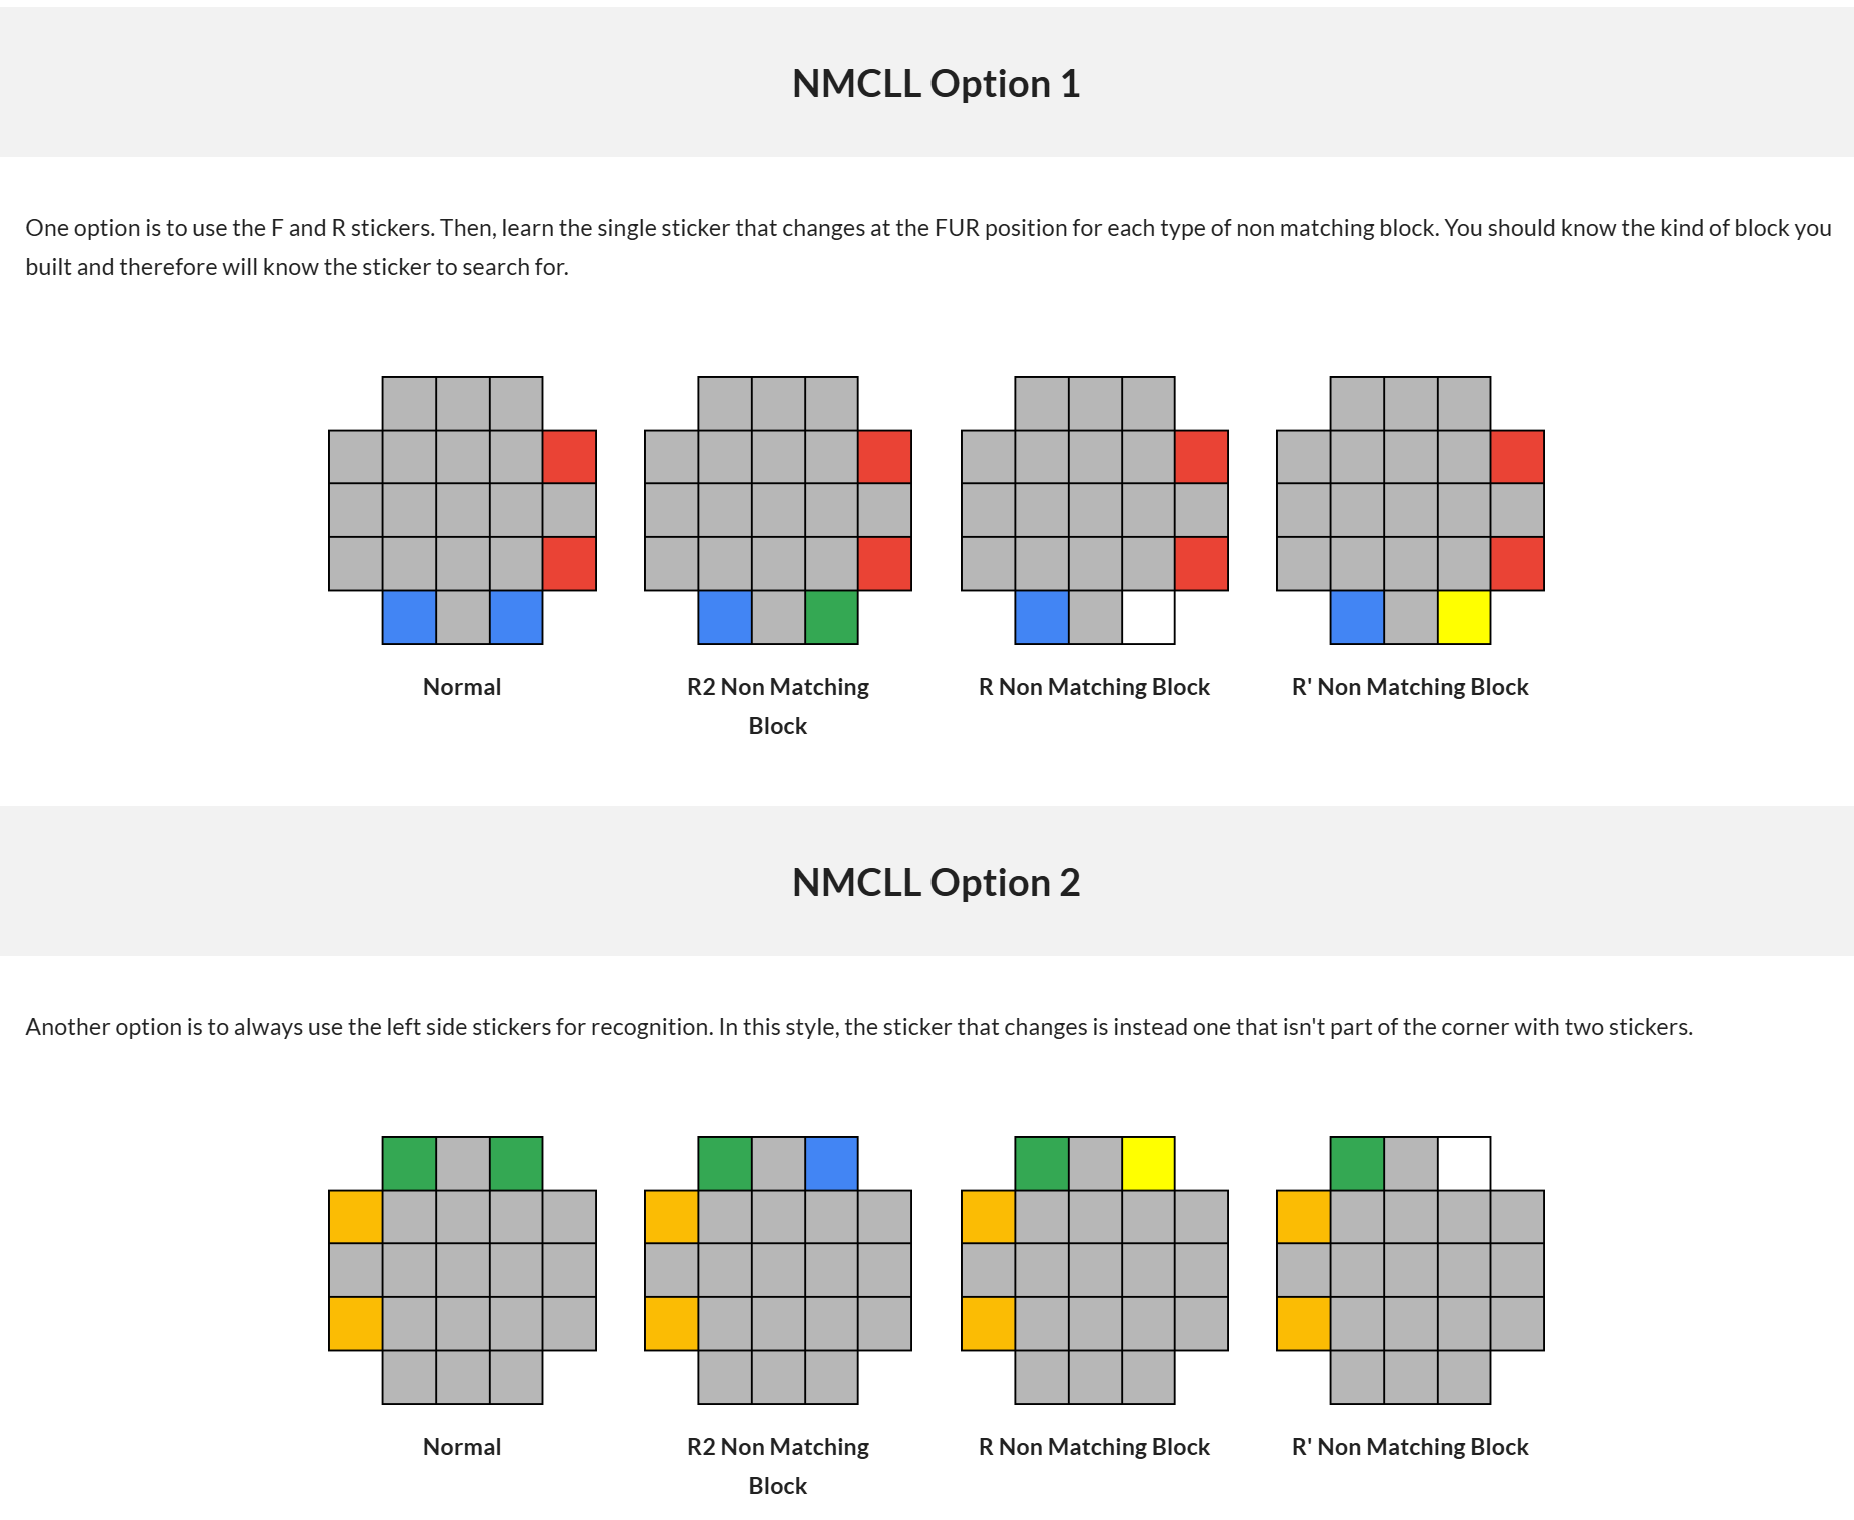 NMCLL Option 1
One option is to use the F and R stickers. Then, learn the single sticker that changes at the FUR position for each type of non matching block. You should know the kind of block you
built and therefore will know the sticker to search for.
Normal
R2 Non Matching
Block
R Non Matching Block
R' Non Matching Block
NMCLL Option 2
Another option is to always use the left side stickers for recognition. In this style, the sticker that changes is instead one that isn't part of the corner with two stickers.
Normal
R2 Non Matching
Block
R Non Matching Block
R' Non Matching Block